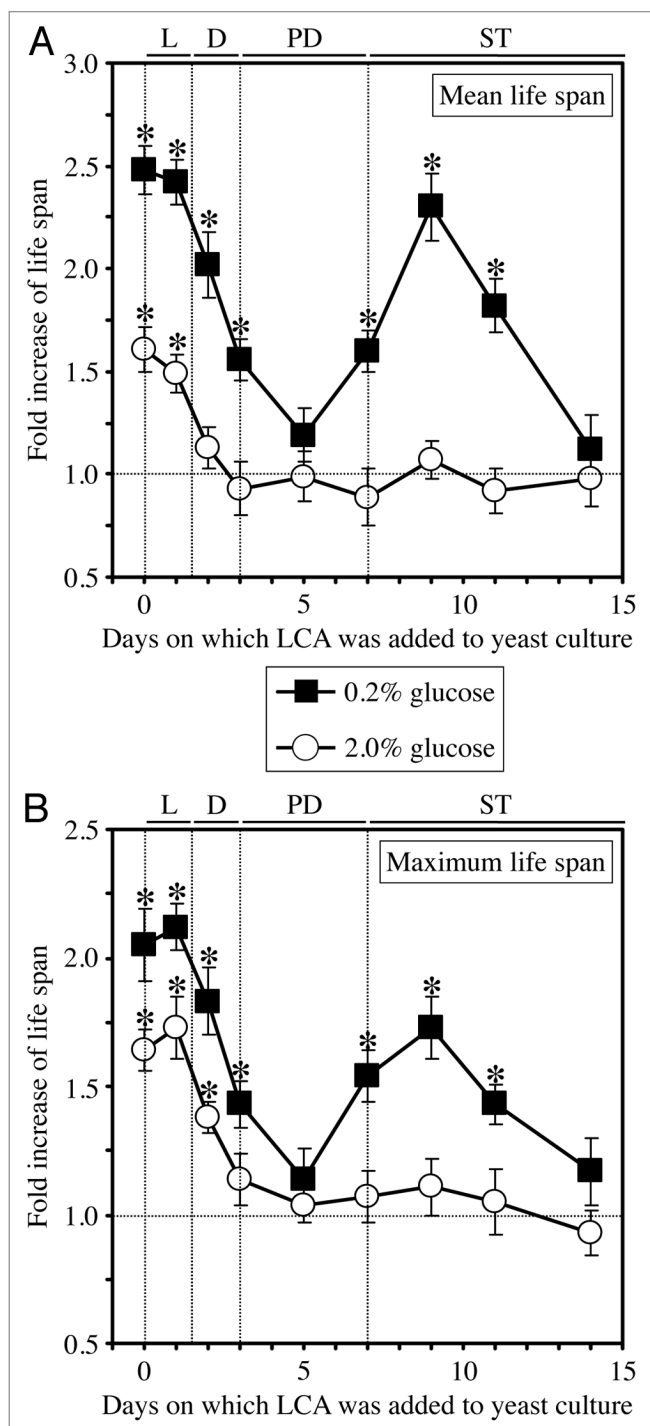 A
L D PD ST
Mean life span
3.0
2.5
2.0
1.5
1.0
0.5
Fold increase of life span
* * * * * * * * *
0 5 10 15
Days on which LCA was added to yeast culture
0.2% glucose
2.0% glucose
B
L D PD ST
Maximum life span
2.5
2.0
1.5
1.0
0.5
Fold increase of life span
* * * * * * * * * *
0 5 10 15
Days on which LCA was added to yeast culture